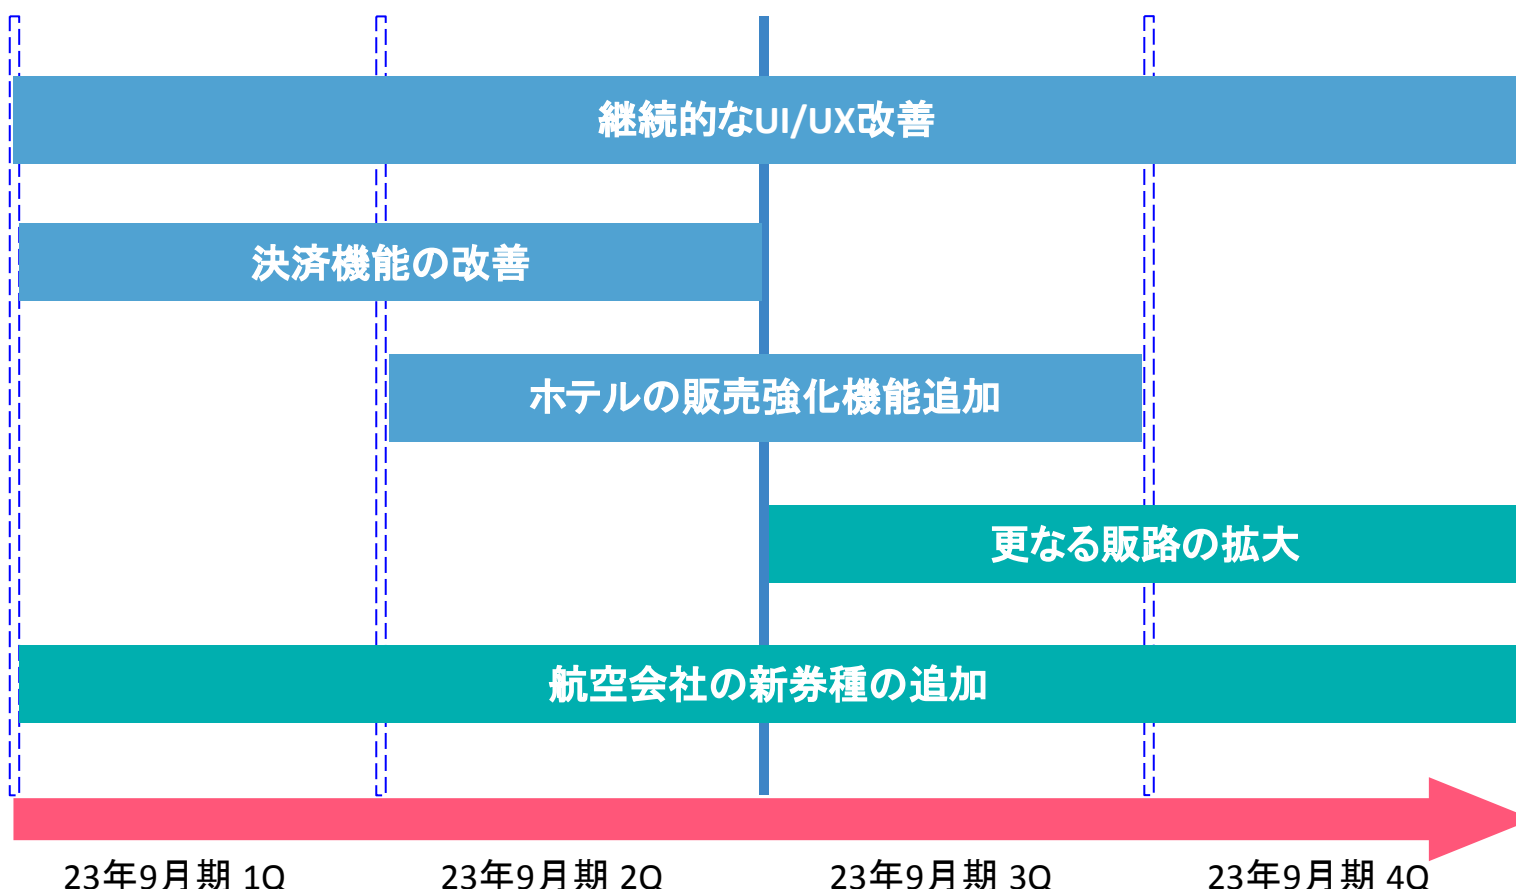 継続的なUI/UX改善
決済機能の改善
ホテルの販売強化機能追加
更なる販路の拡大
航空会社の新券種の追加
23年9月期 1Q
23年9月期 2Q
23年9月期 3Q
23年9月期 4Q